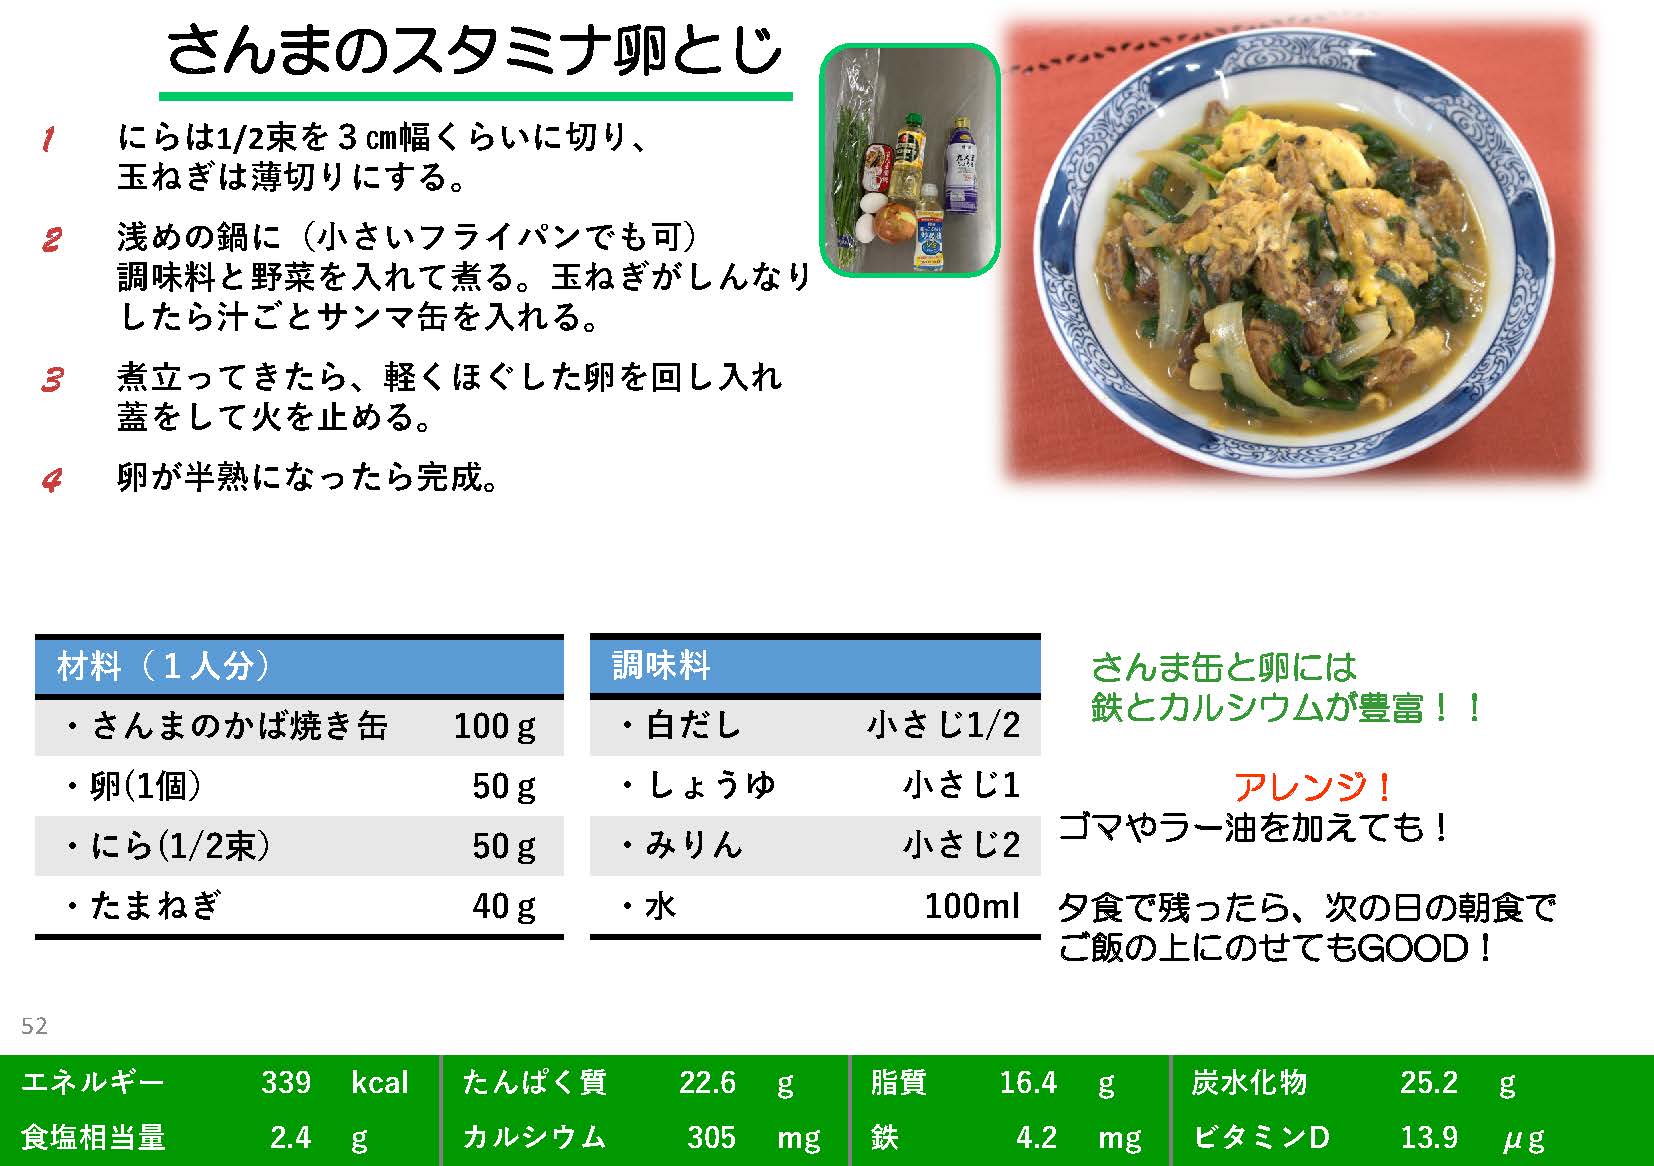 さんまのスタミナ卵とじ
1 にらは1/2束を３㎝幅くらいに切り、
玉ねぎは薄切りにする。
2 浅めの鍋に（小さいフライパンでも可）
調味料と野菜を入れて煮る。玉ねぎがしんなり
したら汁ごとサンマ缶を入れる。
3 煮立ってきたら、軽くほぐした卵を回し入れ
蓋をして火を止める。
4 卵が半熟になったら完成。
材料（１人分）
・さんまのかば焼き缶 100ｇ
・卵(1個) 50ｇ
・にら(1/2束) 50ｇ
・たまねぎ 40ｇ
調味料
・白だし 小さじ1/2
・しょうゆ 小さじ1
・みりん 小さじ2
・水 100ml
さんま缶と卵には
鉄とカルシウムが豊富！！
アレンジ！
ゴマやラー油を加えても！
夕食で残ったら、次の日の朝食で
ご飯の上にのせてもGOOD！
52
エネルギー 339 kcal たんぱく質 22.6 g 脂質 16.4 g 炭水化物 25.2 g
食塩相当量 2.4 g カルシウム 305 mg 鉄 4.2 mg ビタミンD 13.9 μg